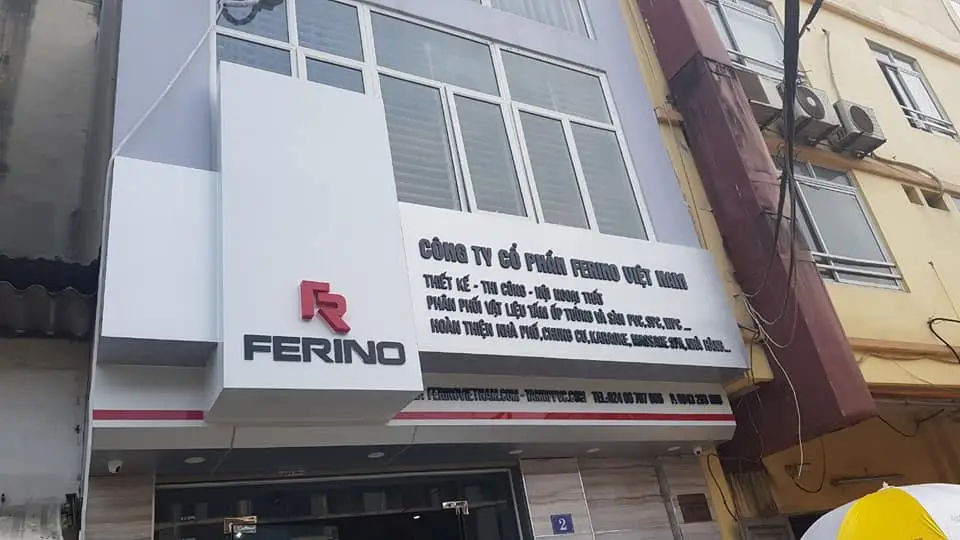 CÔNG TY CỔ PHẦN FERINO VIỆT NAM
THIẾT KẾ - THI CÔNG - NỘI NGOẠI THẤT
PHÂN PHỐI VẬT LIỆU TẤM ỐP TƯỜNG VÀ SÀN PVC, SPC, WPC ...
HOÀN THIỆN NHÀ PHỐ, CHUNG CƯ, KARAOKE, MASSAGE SPA, NHÀ HÀNG...
FR
FERINO
FERINOVIETNAM.COM
2